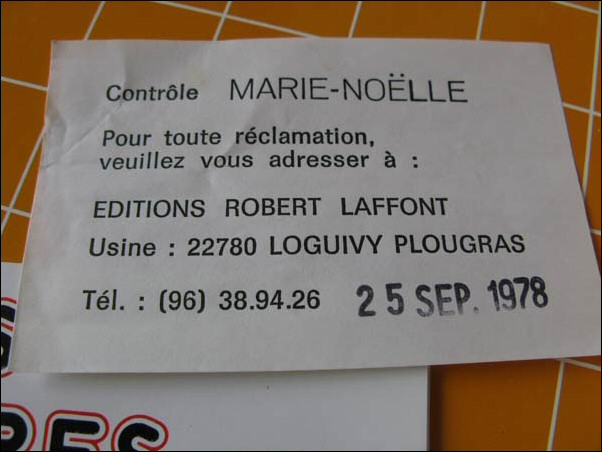 Contrôle MARIE-NOËLLE
Pour toute réclamation,
veuillez vous adresser à :
EDITIONS ROBERT LAFFONT
Usine : 22780 LOGUIVY PLOUGRAS
Tél. : (96) 38.94.26 25 SEP. 1978